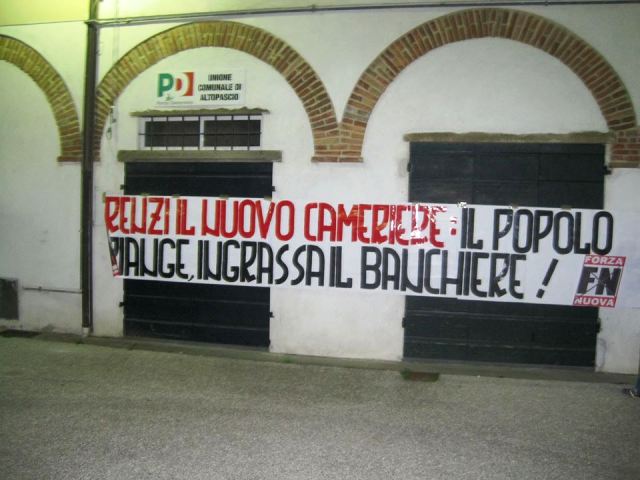 PD
UNIONE
COMUNALE DI
ALTOPASCIO
RENZI IL NUOVO CAMERIERE: IL POPOLO
PIANGE, INGRASSA IL BANCHIERE!
FORZA
FN
NUOVA